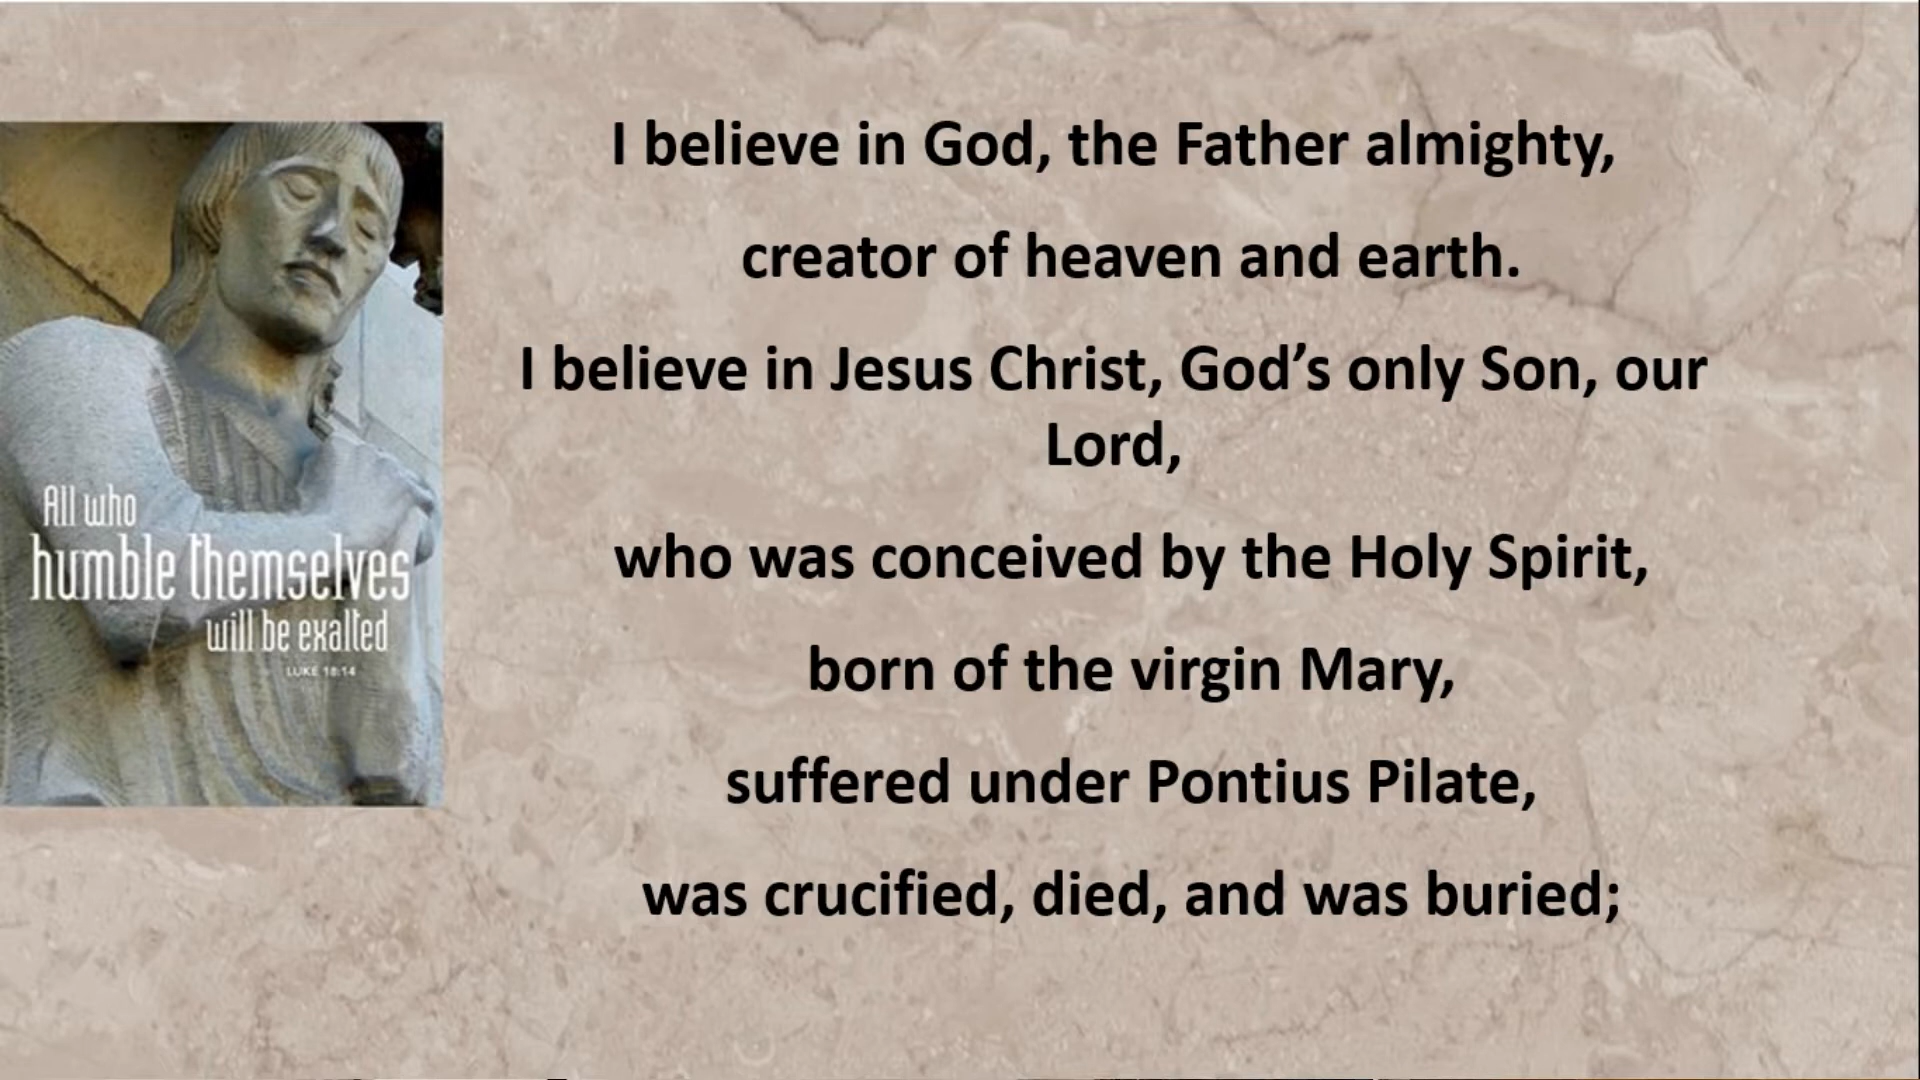 All who
humble themselves
will be exalted
LUKE 18:14
I believe in God, the Father almighty,
creator of heaven and earth.
I believe in Jesus Christ, God’s only Son, our
Lord,
who was conceived by the Holy Spirit,
born of the virgin Mary,
suffered under Pontius Pilate,
was crucified, died, and was buried;